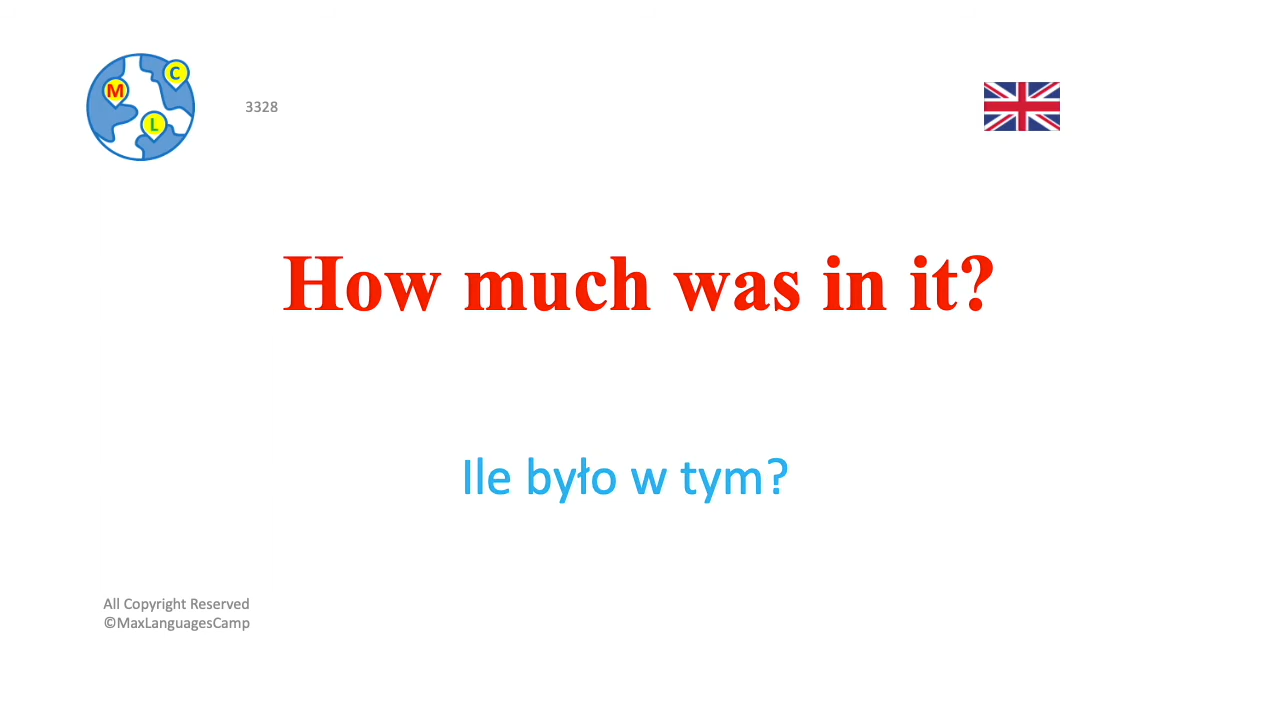 M
C
L
3328
How much was in it?
Ile było w tym?
All Copyright Reserved
©MaxLanguagesCamp